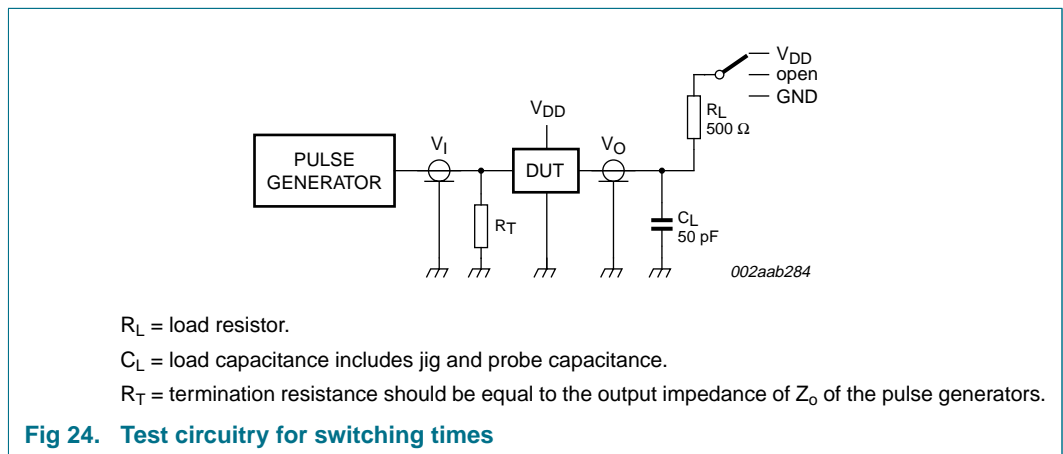 VDD
open
GND
RL
500 Ω
VDD
VI
VO
PULSE
GENERATOR
DUT
RT
CL
50 pF
002aab284
RL = load resistor.
CL = load capacitance includes jig and probe capacitance.
RT = termination resistance should be equal to the output impedance of Zo of the pulse generators.
Fig 24. Test circuitry for switching times